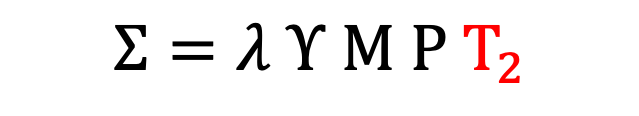 Σ = λ ϒ M P T₂